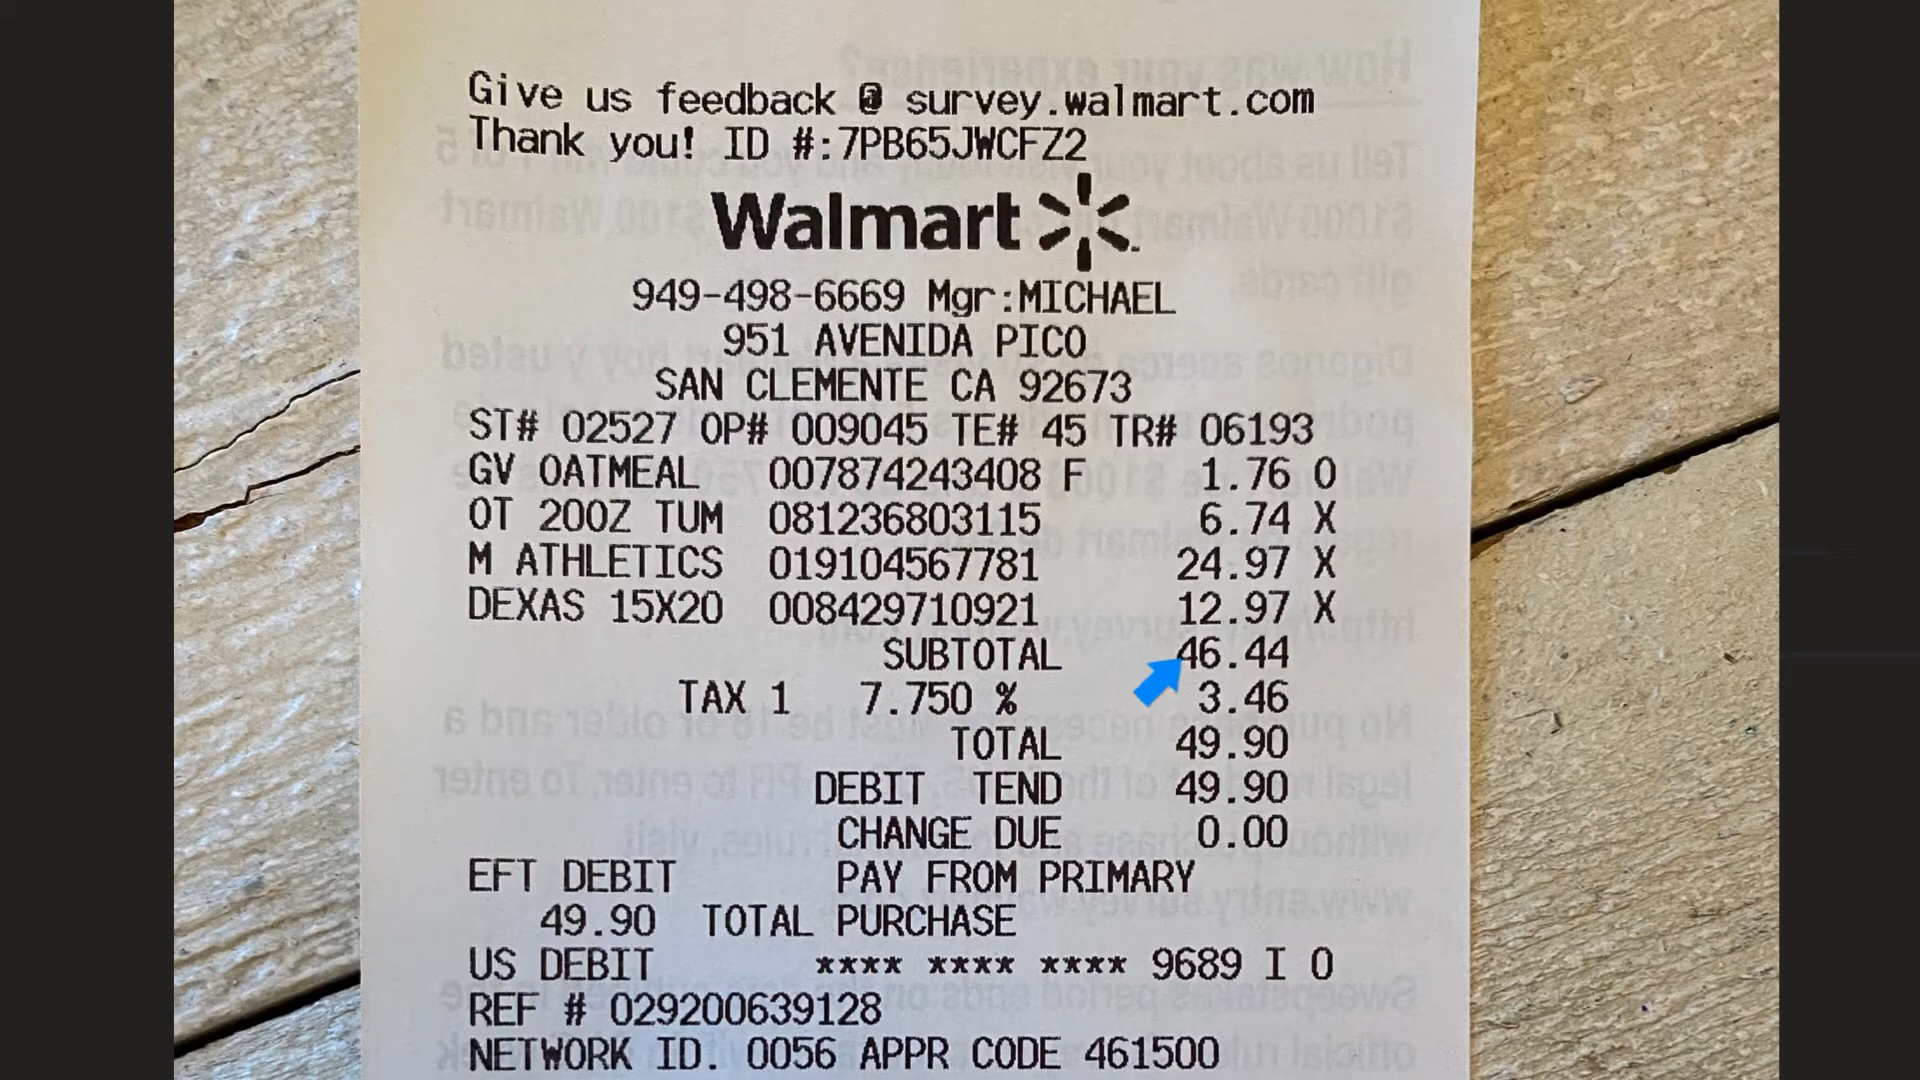 Give us feedback @ survey.walmart.com
Thank you! ID #:7PB65JWCFZ2
Walmart
949-498-6669 Mgr:MICHAEL
951 AVENIDA PICO
SAN CLEMENTE CA 92673
ST# 02527 OP# 009045 TE# 45 TR# 06193
GV OATMEAL 007874243408 F 1.76 O
OT 20OZ TUM 081236803115 6.74 X
M ATHLETICS 019104567781 24.97 X
DEXAS 15X20 008429710921 12.97 X
SUBTOTAL 46.44
TAX 1 7.750 % 3.46
TOTAL 49.90
DEBIT TEND 49.90
CHANGE DUE 0.00
EFT DEBIT PAY FROM PRIMARY
49.90 TOTAL PURCHASE
US DEBIT **** **** **** 9689 I 0
REF # 029200639128
NETWORK ID. 0056 APPR CODE 461500